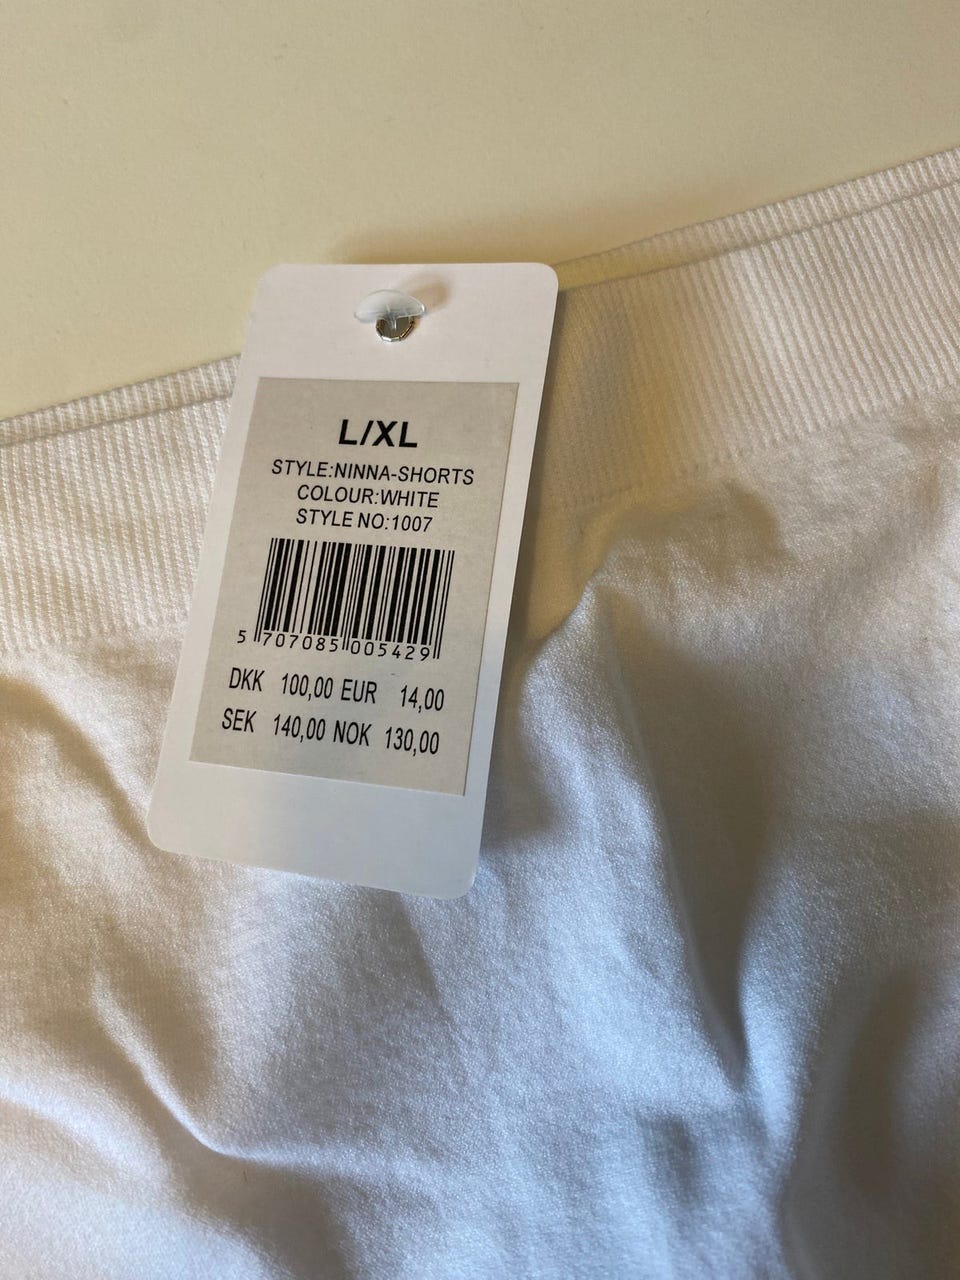 L/XL
STYLE:NINNA-SHORTS
COLOUR:WHITE
STYLE NO:1007
5 707085 005429
DKK 100,00 EUR 14,00
SEK 140,00 NOK 130,00